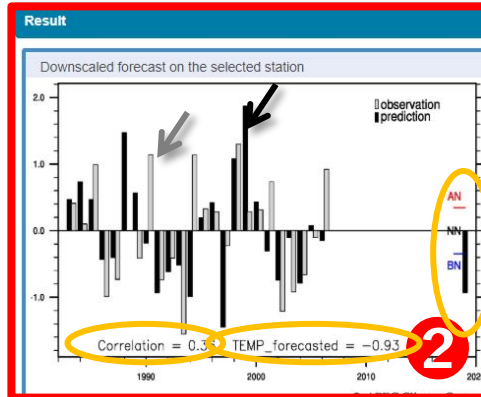 Result
Downscaled forecast on the selected station
2.0
observation
prediction
1.0
AN
0.0
NN
BN
-1.0
Correlation = 0.3 TEMP_forecasted = -0.93
2
1990 2000 2010 202